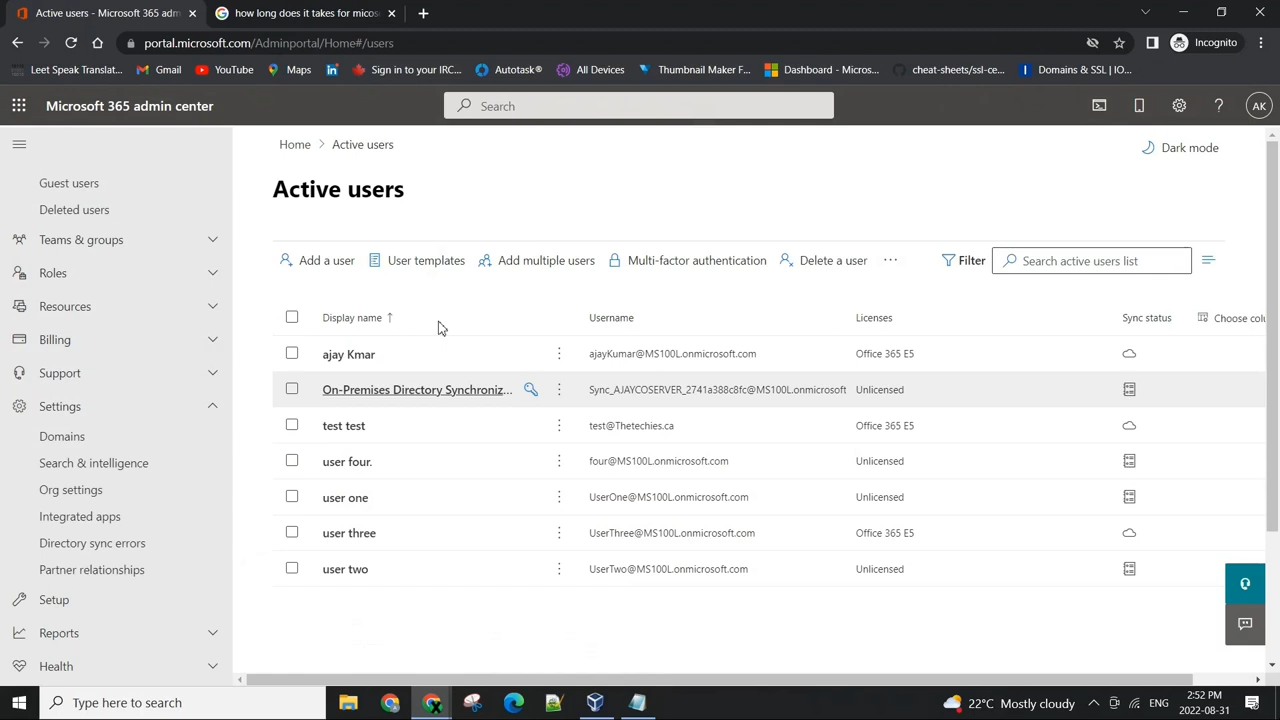 Active users - Microsoft 365 admi
how long does it takes for micos
portal.microsoft.com/Adminportal/Home#/users
Incognito
Leet Speak Translat...
Gmail
YouTube
Maps
Sign in to your IRC...
Autotask®
All Devices
Thumbnail Maker F...
Dashboard - Micros...
cheat-sheets/ssl-ce...
Domains & SSL | IO...
Microsoft 365 admin center
Search
AK
Home > Active users
Dark mode
Active users
Guest users
Deleted users
Teams & groups
Roles
Resources
Billing
Support
Settings
Domains
Search & intelligence
Org settings
Integrated apps
Directory sync errors
Partner relationships
Setup
Reports
Health
Add a user
User templates
Add multiple users
Multi-factor authentication
Delete a user
Filter
Search active users list
Display name ↑ Username Licenses Sync status Choose colu
ajay Kmar ajayKumar@MS100L.onmicrosoft.com Office 365 E5
On-Premises Directory Synchroniz... Sync_AJAYCOSERVER_2741a388c8fc@MS100L.onmicrosoft Unlicensed
test test test@Thetechies.ca Office 365 E5
user four. four@MS100L.onmicrosoft.com Unlicensed
user one UserOne@MS100L.onmicrosoft.com Unlicensed
user three UserThree@MS100L.onmicrosoft.com Office 365 E5
user two UserTwo@MS100L.onmicrosoft.com Unlicensed
Type here to search
22°C Mostly cloudy
ENG
2:52 PM
2022-08-31